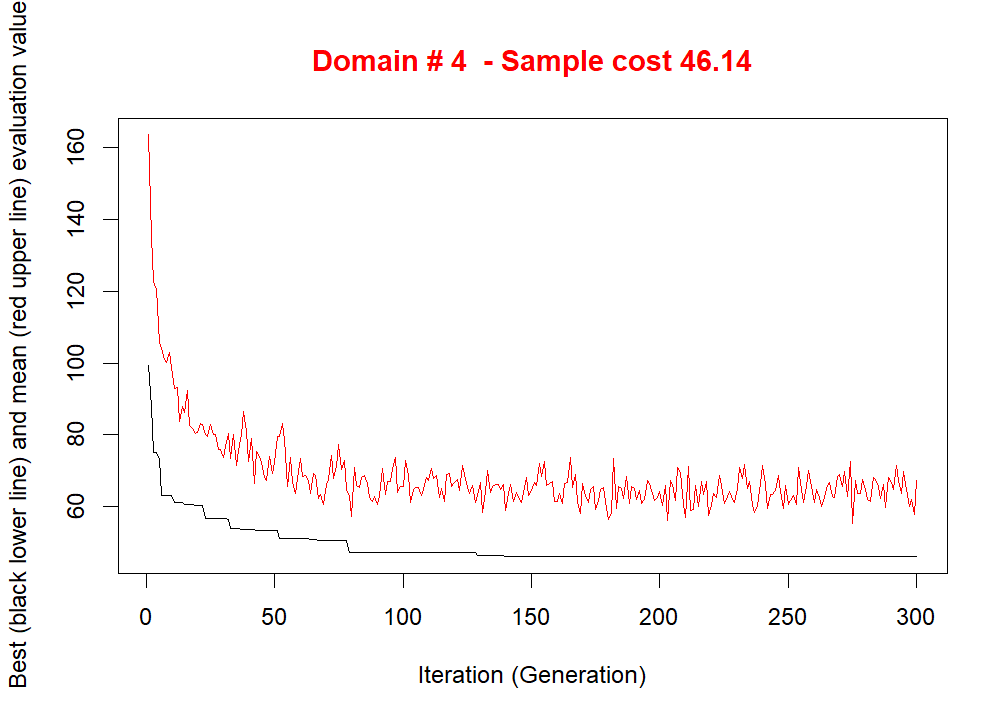 Domain # 4  - Sample cost 46.14
Best (black lower line) and mean (red upper line) evaluation value
160
140
120
100
80
60
0 50 100 150 200 250 300
Iteration (Generation)